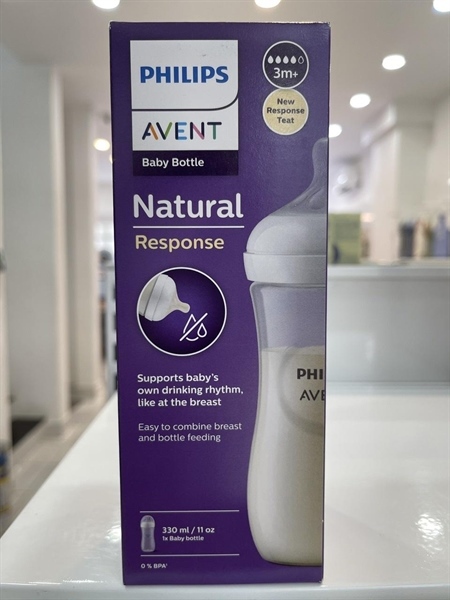 PHILIPS
AVENT
Baby Bottle
3m+
New
Response
Teat
Natural
Response
Supports baby's
own drinking rhythm,
like at the breast
Easy to combine breast
and bottle feeding
PHI
AVE
330 ml / 11 oz
1x Baby bottle
0 % BPA¹